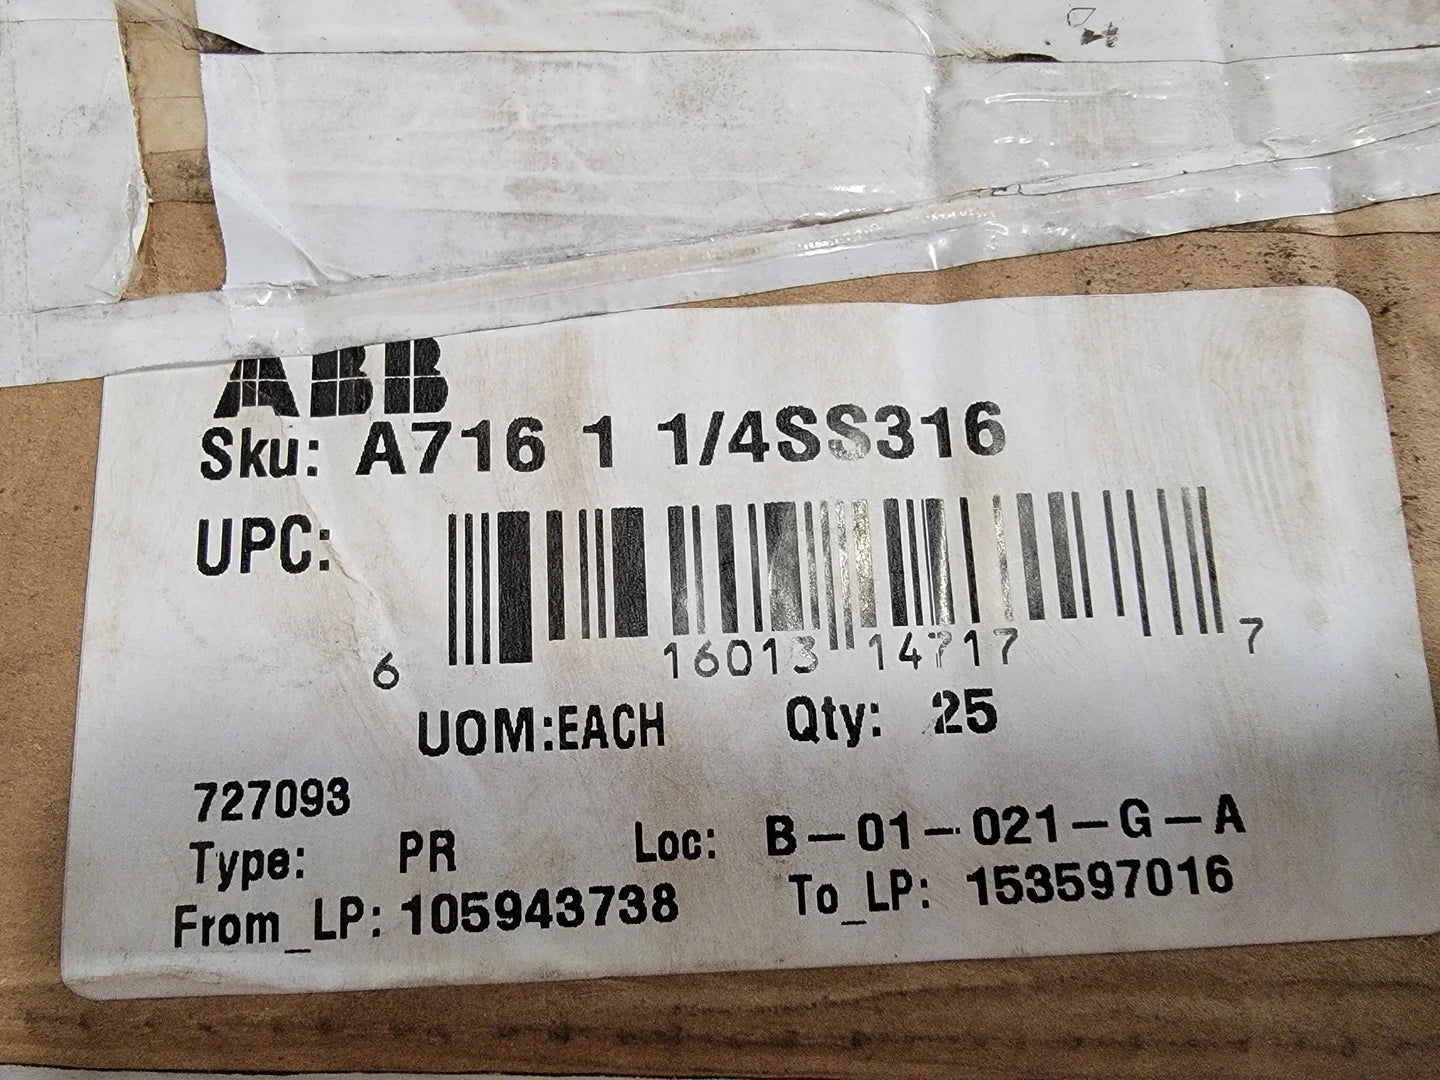 ABB
Sku: A716 1 1/4SS316
UPC:
6 16013 14717 7
UOM:EACH Qty: 25
727093
Type: PR Loc: B-01-021-G-A
From_LP: 105943738 To_LP: 153597016